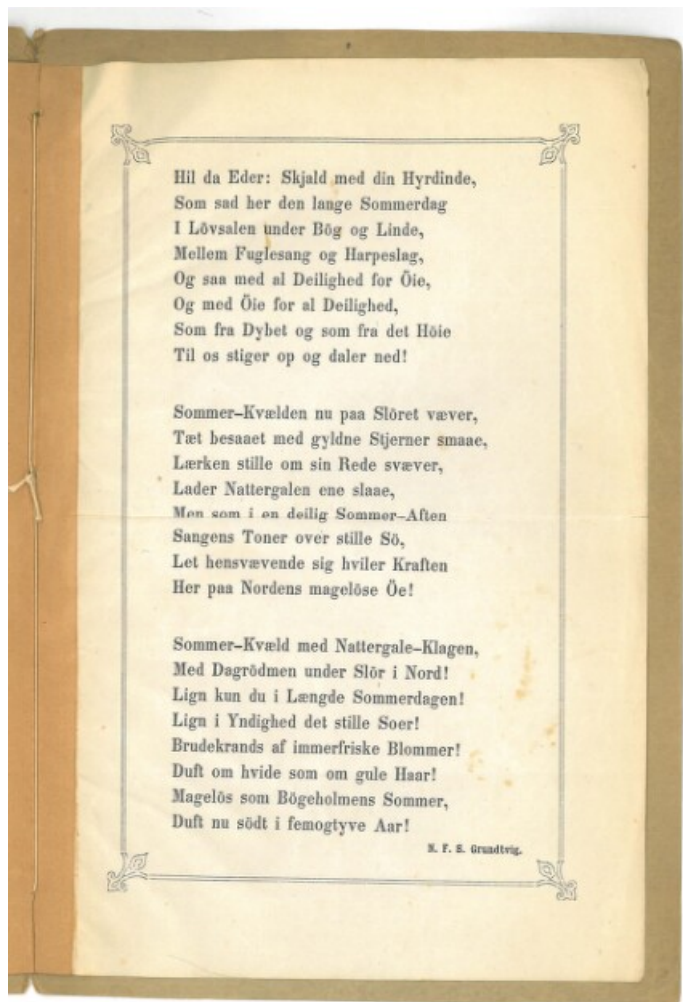 Hil da Eder: Skjald med din Hyrdinde,
Som sad her den lange Sommerdag
I Lövsalen under Bög og Linde,
Mellem Fuglesang og Harpeslag,
Og saa med al Deilighed for Öie,
Og med Öie for al Deilighed,
Som fra Dybet og som fra det Höie
Til os stiger op og daler ned!
Sommer-Kvælden nu paa Slöret væver,
Tæt besaaet med gyldne Stjerner smaae,
Lærken stille om sin Rede svæver,
Lader Nattergalen ene slaae,
Men som i en deilig Sommer-Aften
Sangens Toner over stille Sö,
Let hensvævende sig hviler Kraften
Her paa Nordens magelöse Öe!
Sommer-Kvæld med Nattergale-Klagen,
Med Dagrödmen under Slör i Nord!
Lign kun du i Længde Sommerdagen!
Lign i Yndighed det stille Soer!
Brudekrands af immerfriske Blommer!
Duft om hvide som om gule Haar!
Magelös som Bögeholmens Sommer,
Duft nu södt i femogtyve Aar!
N. F. S. Grundtvig.